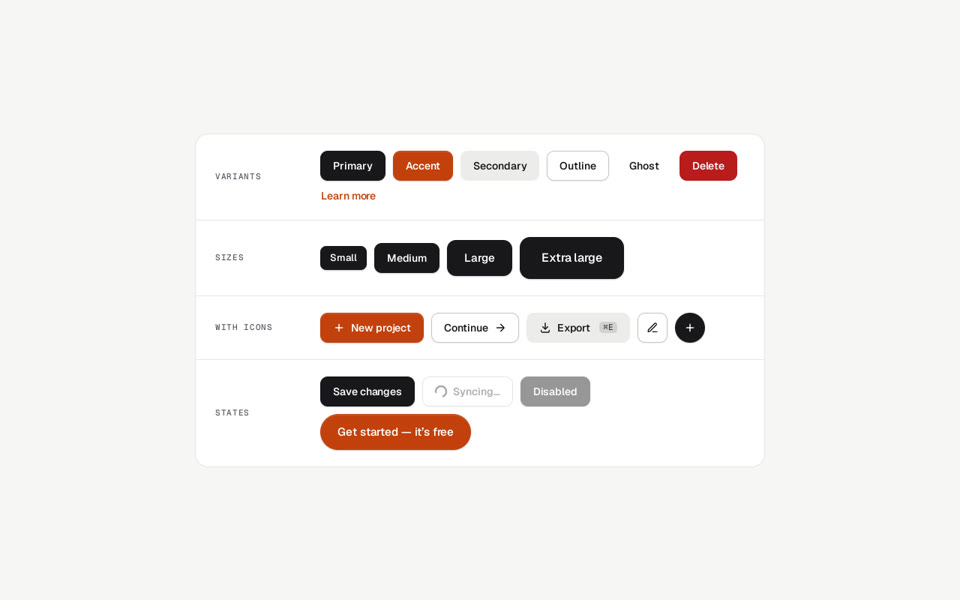 VARIANTS
Primary Accent Secondary Outline Ghost Delete
Learn more
SIZES
Small Medium Large Extra large
WITH ICONS
New project Continue Export ⌘E
STATES
Save changes Syncing… Disabled
Get started — it’s free